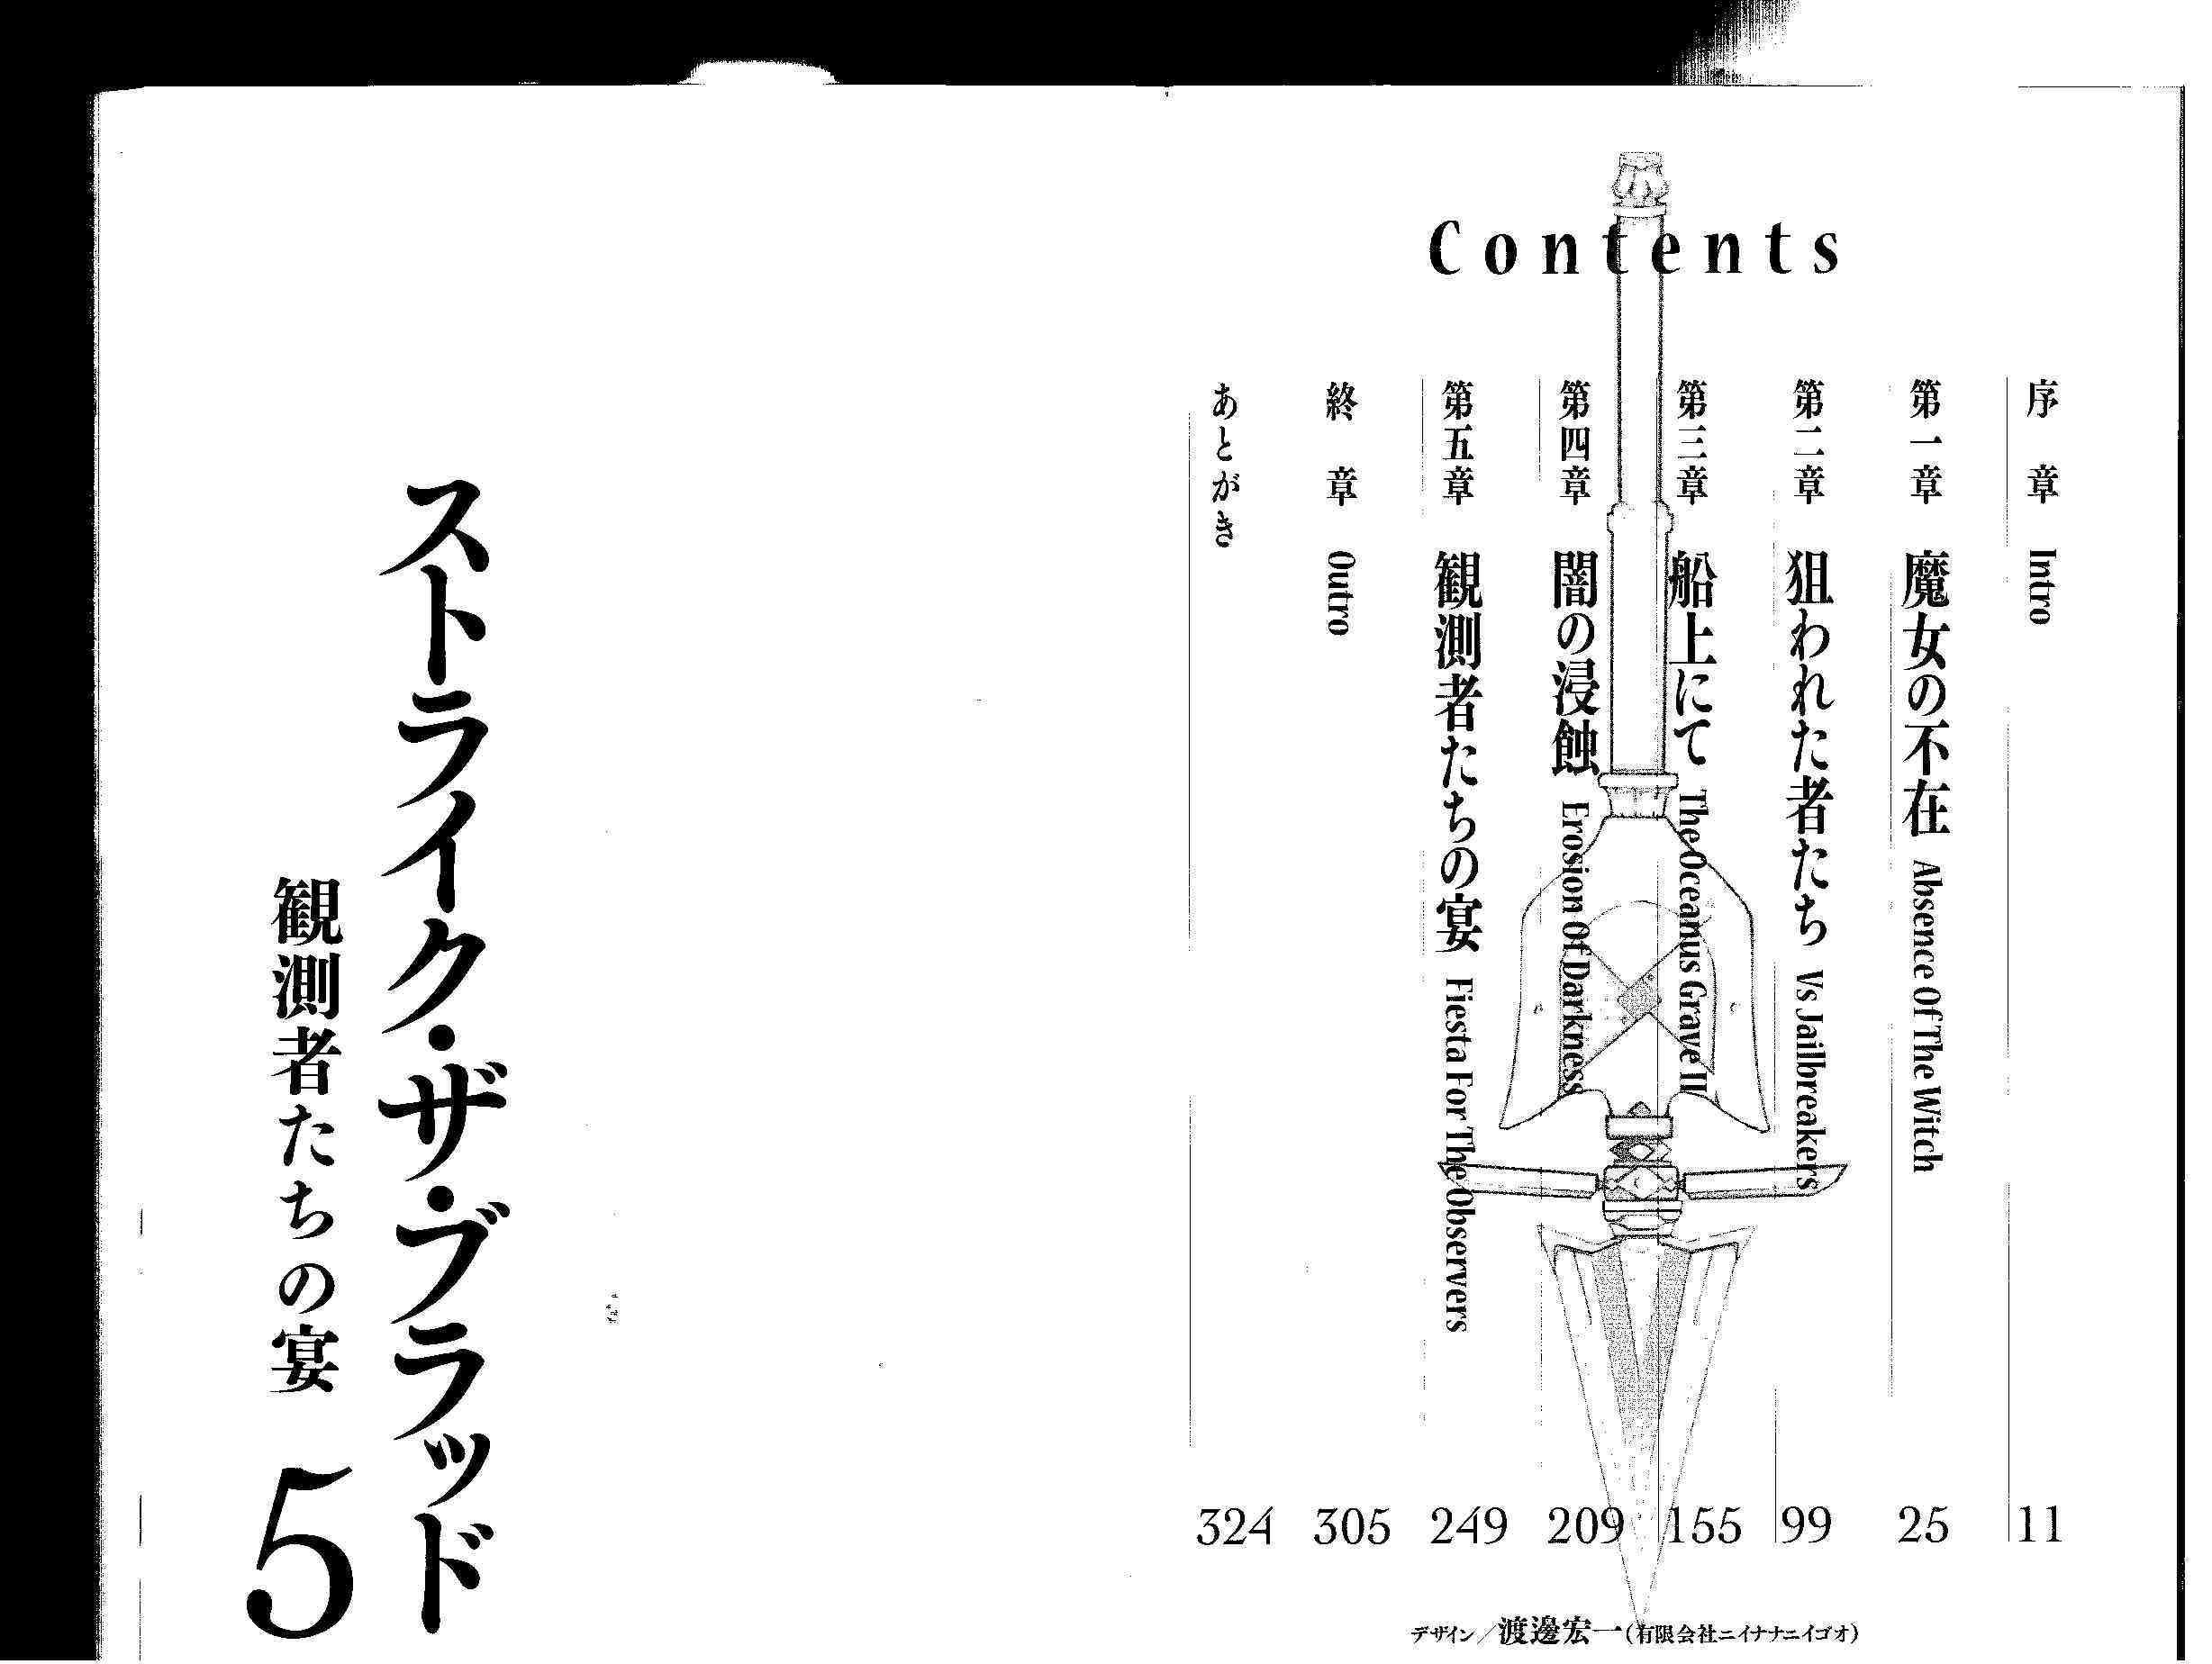 Contents
序章 Intro 11
第一章 魔女の不在 Absence Of The Witch 25
第二章 狙われた者たち Vs Jailbreakers 99
第三章 船上にて The Oceanus Grave II 155
第四章 闇の浸蝕 Erosion Of Darkness 209
第五章 観測者たちの宴 Fiesta For The Observers 249
終章 Outro 305
あとがき 324
デザイン／渡邊宏一(有限会社ニイナナニイゴオ)
ストライク・ザ・ブラッド
観測者たちの宴 5